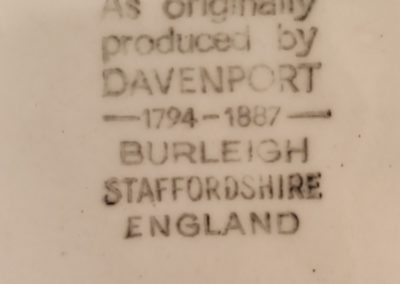 As originally
produced by
DAVENPORT
—1794–1887—
BURLEIGH
STAFFORDSHIRE
ENGLAND